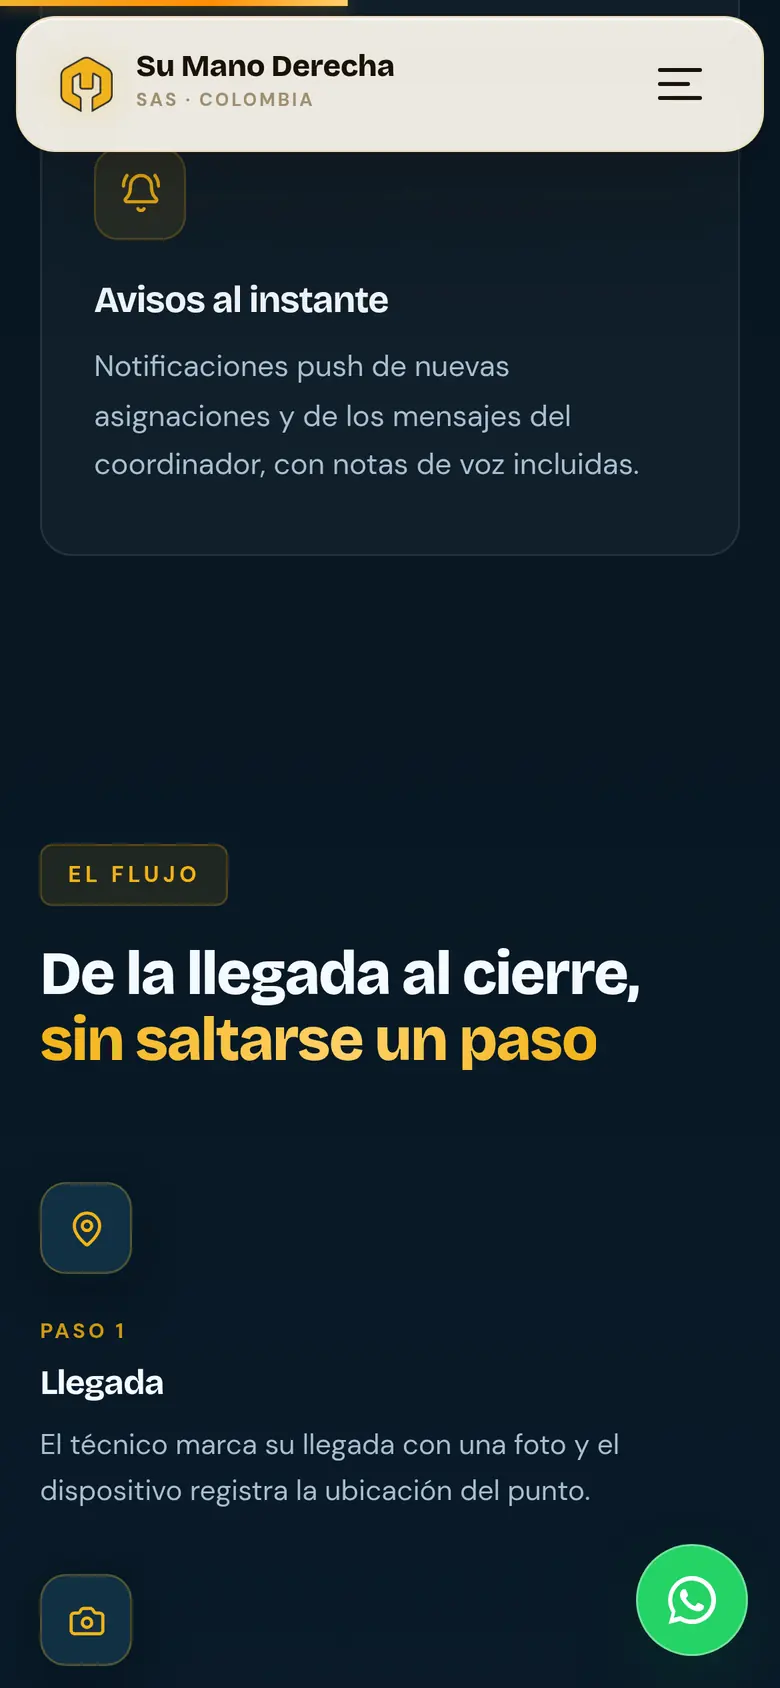 Su Mano Derecha
SAS · COLOMBIA
Avisos al instante
Notificaciones push de nuevas
asignaciones y de los mensajes del
coordinador, con notas de voz incluidas.
EL FLUJO
De la llegada al cierre,
sin saltarse un paso
PASO 1
Llegada
El técnico marca su llegada con una foto y el
dispositivo registra la ubicación del punto.